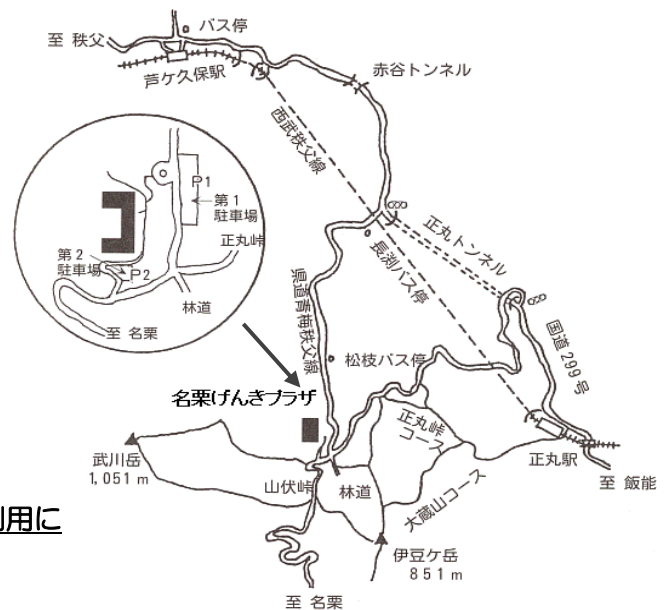 バス停
至 秩父
芦ケ久保駅
赤谷トンネル
西武秩父線
P1
第1
駐車場
正丸峠
第2
駐車場
P2
林道
至 名栗
正丸トンネル
長渕バス停
県道青梅秩父線
国道299号
松枝バス停
名栗げんきプラザ
正丸峠
コース
正丸駅
武川岳
1,051m
山伏峠
林道
大蔵山コース
至 飯能
用に
伊豆ケ岳
851m
至 名栗